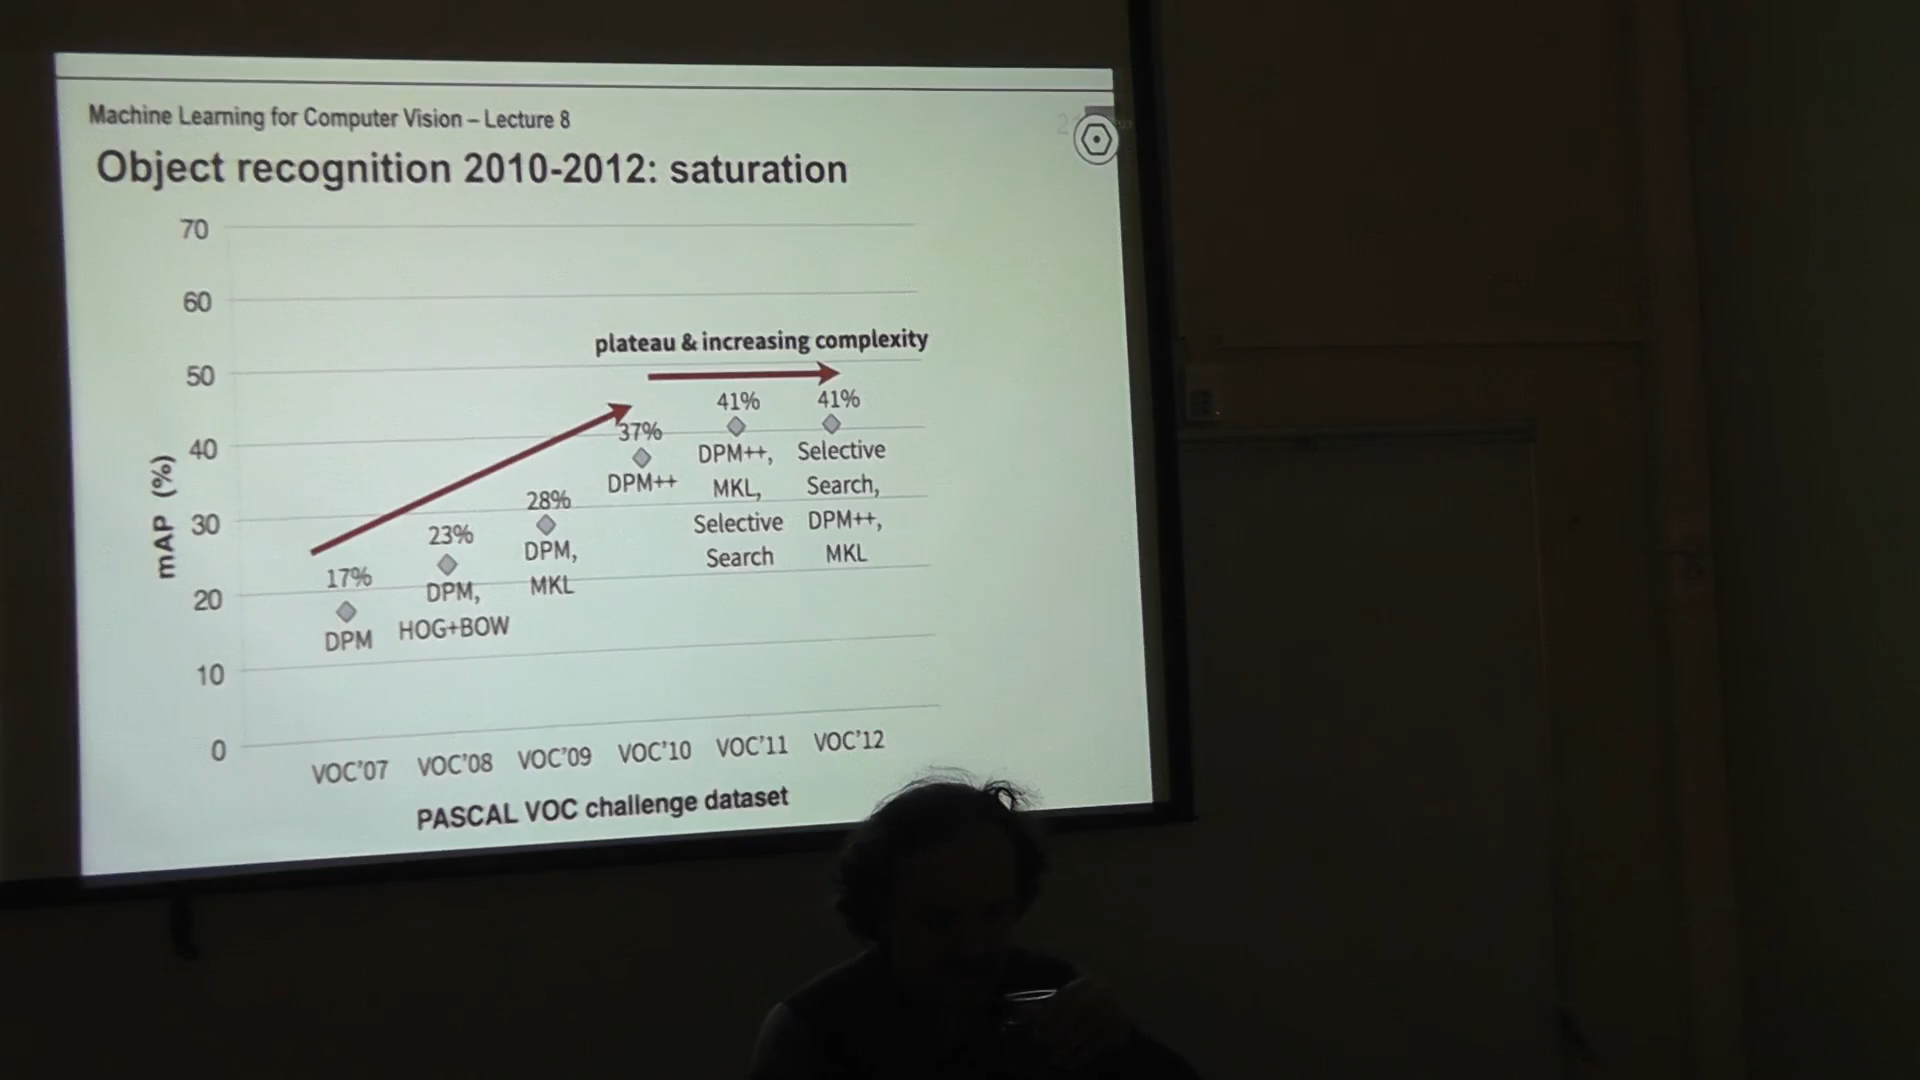 Machine Learning for Computer Vision – Lecture 8
Object recognition 2010-2012: saturation
70
60
50
40
30
20
10
0
mAP (%)
plateau & increasing complexity
17%
DPM
23%
DPM,
HOG+BOW
28%
DPM,
MKL
37%
DPM++
41%
DPM++,
MKL,
Selective
Search
41%
Selective
Search,
DPM++,
MKL
VOC'07
VOC'08
VOC'09
VOC'10
VOC'11
VOC'12
PASCAL VOC challenge dataset